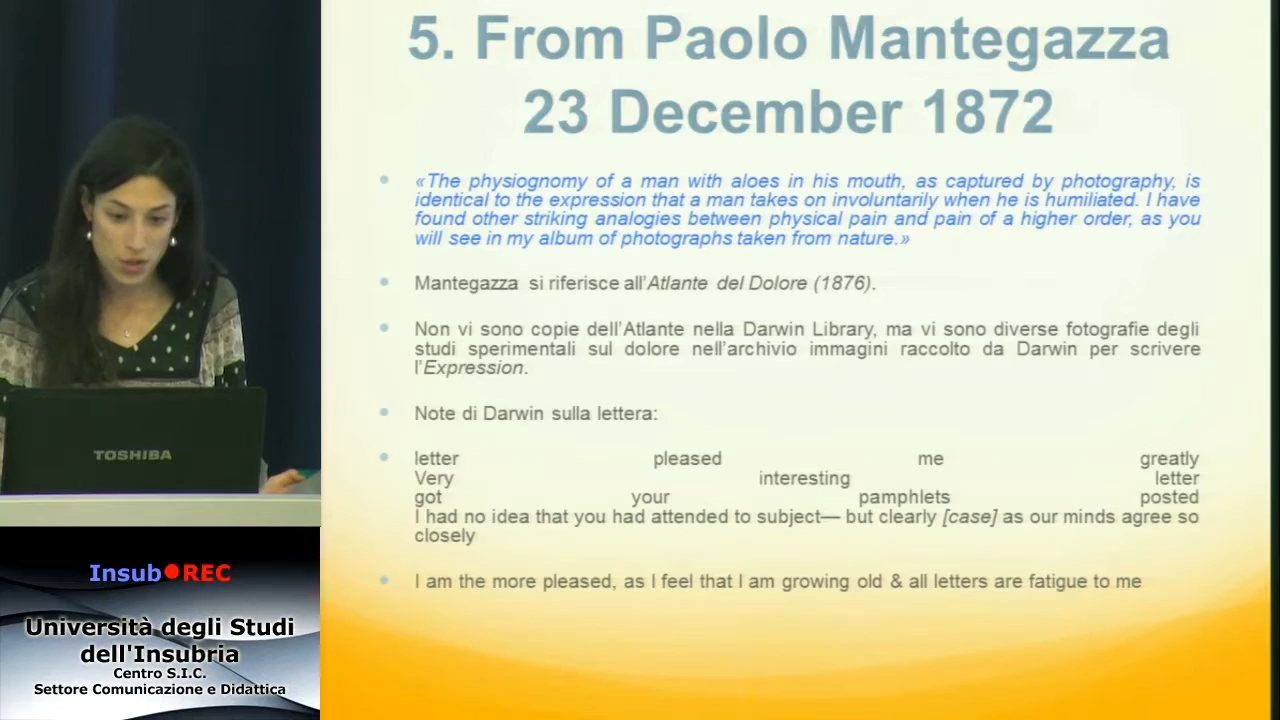 5. From Paolo Mantegazza
23 December 1872
«The physiognomy of a man with aloes in his mouth, as captured by photography, is
identical to the expression that a man takes on involuntarily when he is humiliated. I have
found other striking analogies between physical pain and pain of a higher order, as you
will see in my album of photographs taken from nature.»
Mantegazza si riferisce all'Atlante del Dolore (1876).
Non vi sono copie dell'Atlante nella Darwin Library, ma vi sono diverse fotografie degli
studi sperimentali sul dolore nell'archivio immagini raccolto da Darwin per scrivere
l'Expression.
Note di Darwin sulla lettera:
letter pleased me greatly
Very interesting letter
got your pamphlets posted
I had no idea that you had attended to subject— but clearly [case] as our minds agree so
closely
I am the more pleased, as I feel that I am growing old & all letters are fatigue to me
TOSHIBA
Insub●REC
Università degli Studi
dell'Insubria
Centro S.I.C.
Settore Comunicazione e Didattica